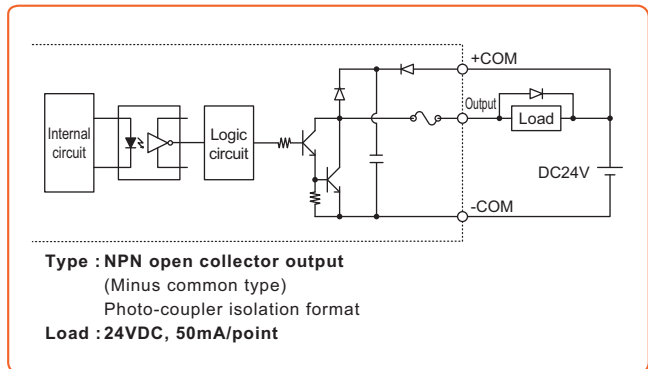 +COM
Output
Internal
circuit
Logic
circuit
Load
DC24V
-COM
Type : NPN open collector output
(Minus common type)
Photo-coupler isolation format
Load : 24VDC, 50mA/point